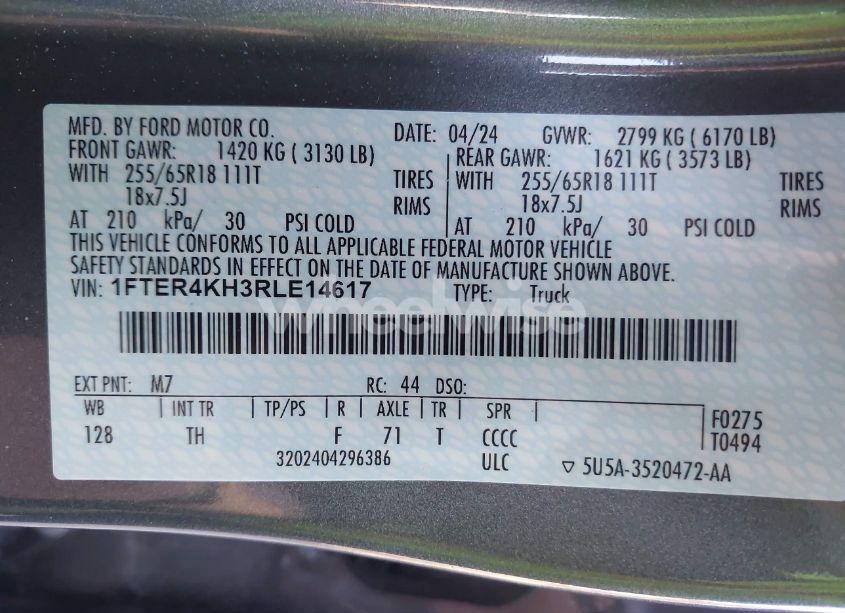 MFD. BY FORD MOTOR CO. DATE: 04/24 GVWR: 2799 KG ( 6170 LB)
FRONT GAWR: 1420 KG ( 3130 LB) REAR GAWR: 1621 KG ( 3573 LB)
WITH 255/65R18 111T TIRES WITH 255/65R18 111T TIRES
18x7.5J RIMS 18x7.5J RIMS
AT 210 kPa/ 30 PSI COLD AT 210 kPa/ 30 PSI COLD
THIS VEHICLE CONFORMS TO ALL APPLICABLE FEDERAL MOTOR VEHICLE
SAFETY STANDARDS IN EFFECT ON THE DATE OF MANUFACTURE SHOWN ABOVE.
VIN: 1FTER4KH3RLE14617 TYPE: Truck
wheelwise
EXT PNT: M7 RC: 44 DSO:
WB INT TR TP/PS R AXLE TR SPR F0275
128 TH F 71 T CCCC T0494
3202404296386 ULC ▽ 5U5A-3520472-AA